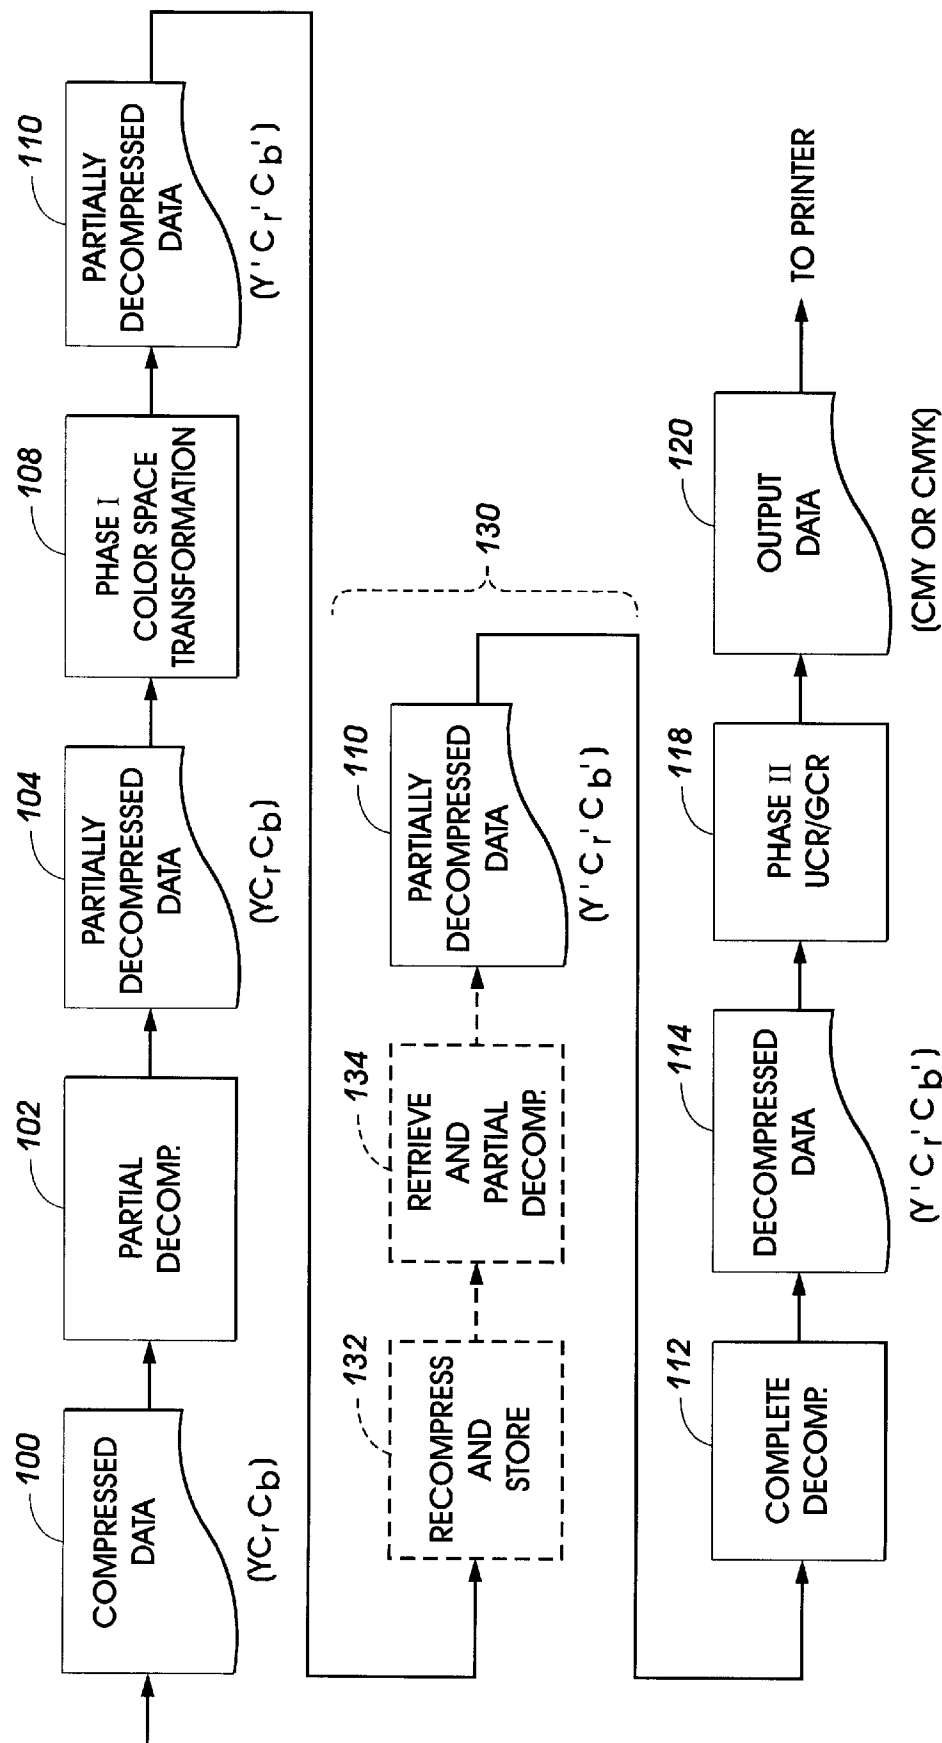 100
COMPRESSED
DATA
(YCrCb)
102
PARTIAL
DECOMP.
104
PARTIALLY
DECOMPRESSED
DATA
(YCrCb)
108
PHASE I
COLOR SPACE
TRANSFORMATION
110
PARTIALLY
DECOMPRESSED
DATA
(Y'Cr'Cb')
130
132
RECOMPRESS
AND
STORE
134
RETRIEVE
AND
PARTIAL
DECOMP.
110
PARTIALLY
DECOMPRESSED
DATA
(Y'Cr'Cb')
112
COMPLETE
DECOMP.
114
DECOMPRESSED
DATA
(Y'Cr'Cb')
118
PHASE II
UCR/GCR
120
OUTPUT
DATA
(CMY OR CMYK)
TO PRINTER